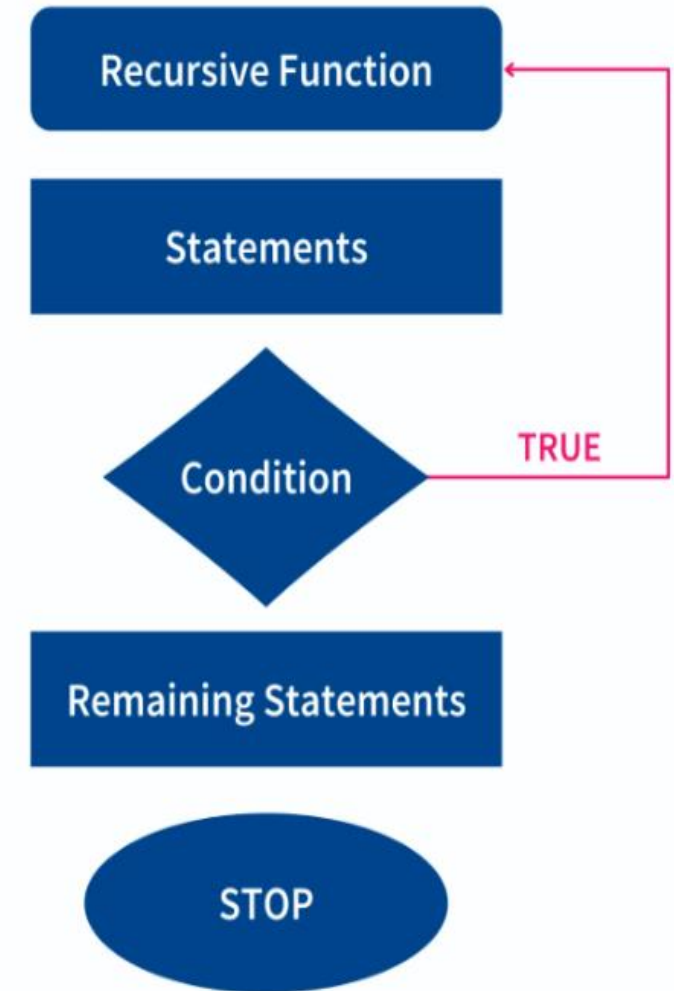 Recursive Function
Statements
Condition
TRUE
Remaining Statements
STOP